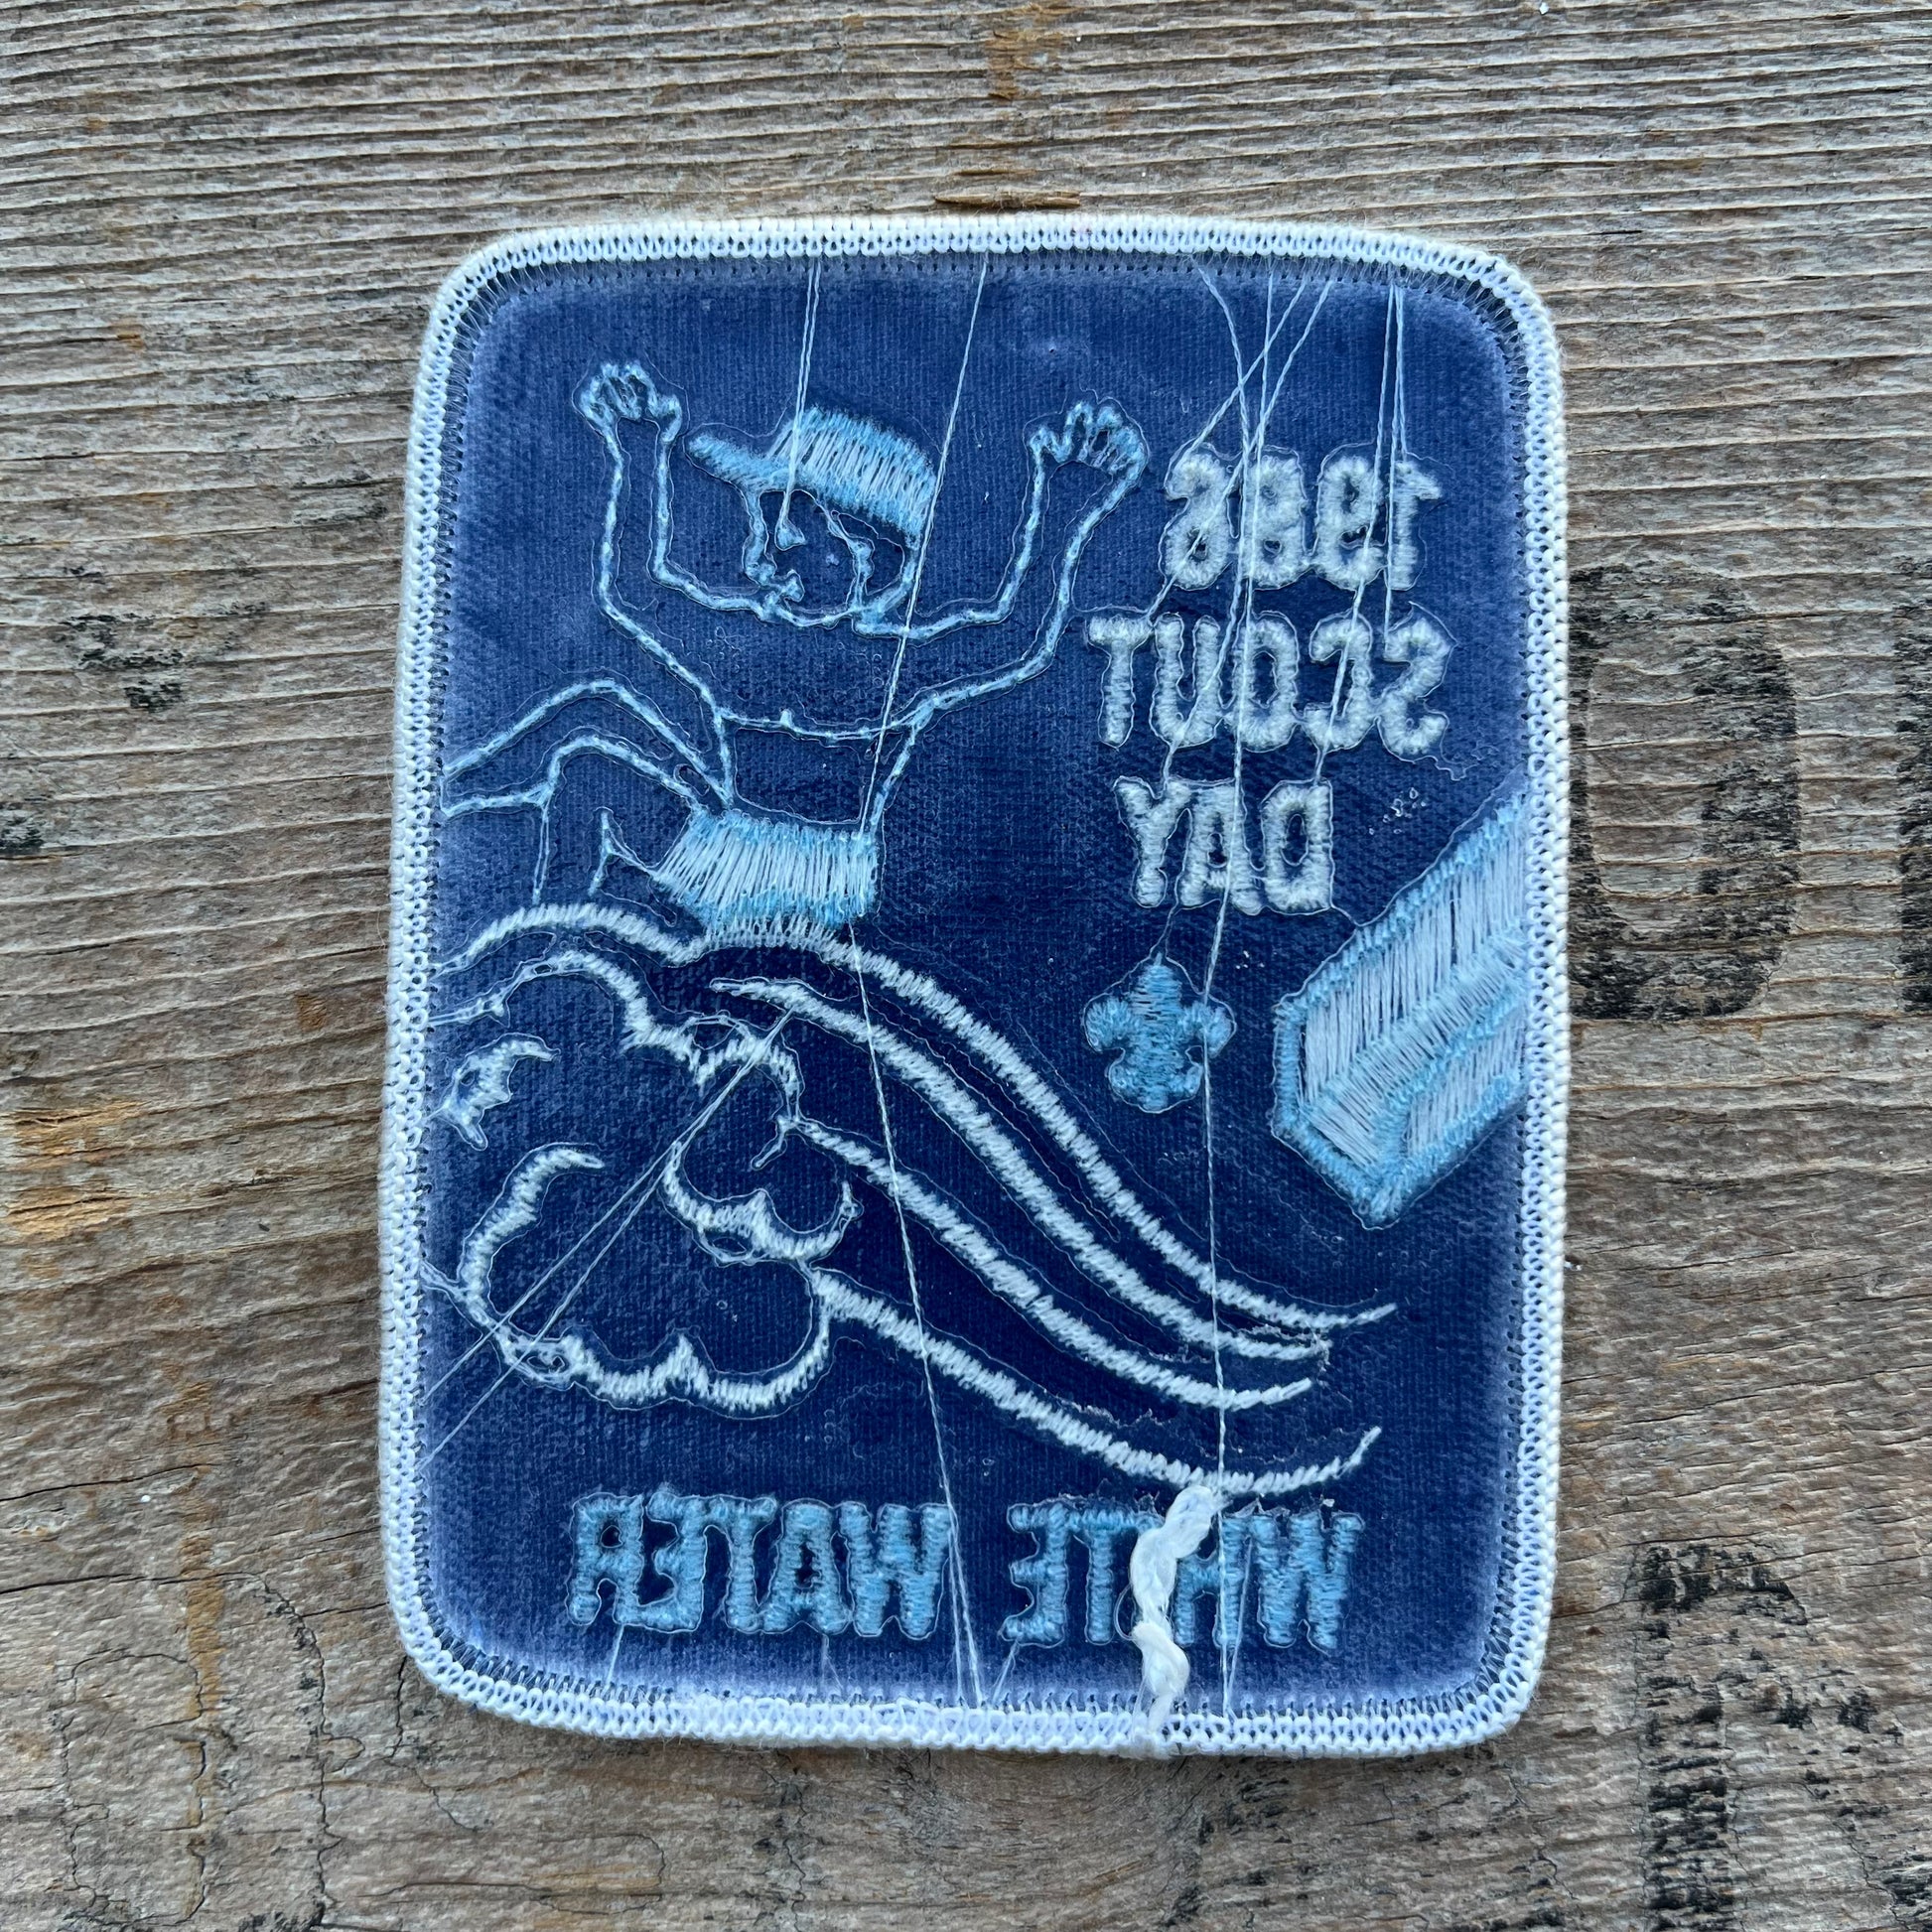 1986
SCOUT
DAY
WHITE WATER